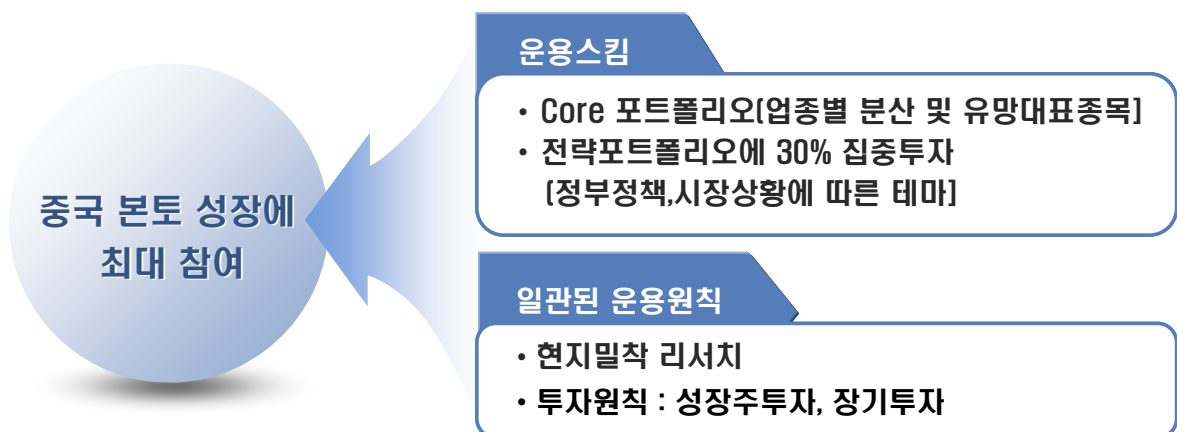 중국 본토 성장에
최대 참여
운용스킴
• Core 포트폴리오(업종별 분산 및 유망대표종목)
• 전략포트폴리오에 30% 집중투자
(정부정책,시장상황에 따른 테마)
일관된 운용원칙
• 현지밀착 리서치
• 투자원칙 : 성장주투자, 장기투자